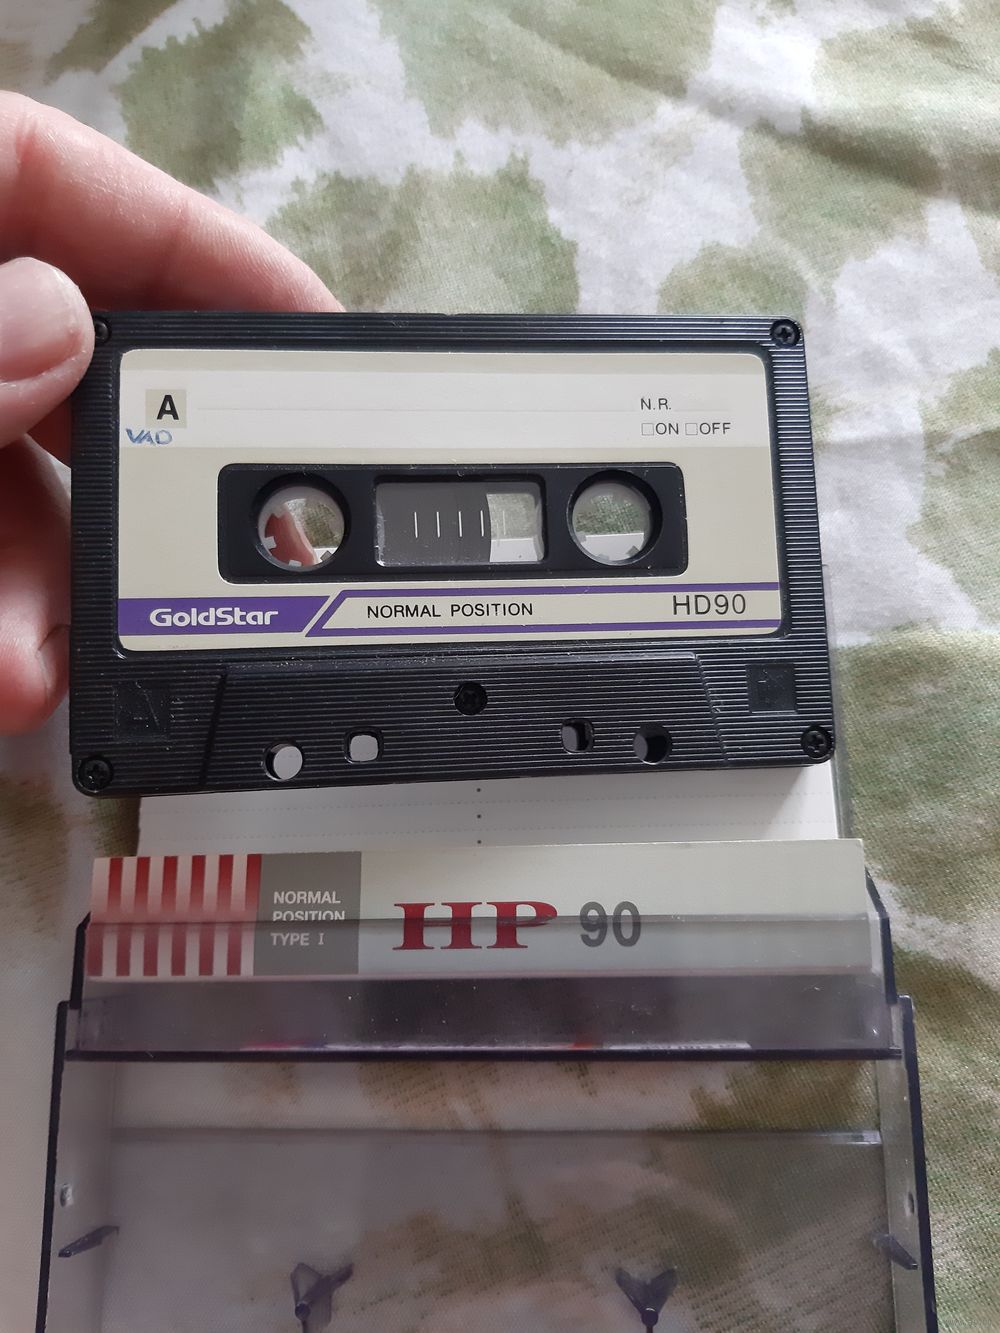 A
VAD
N.R.
□ON □OFF
GoldStar
NORMAL POSITION
HD90
A
B
NORMAL
POSITION
TYPE I
HP 90